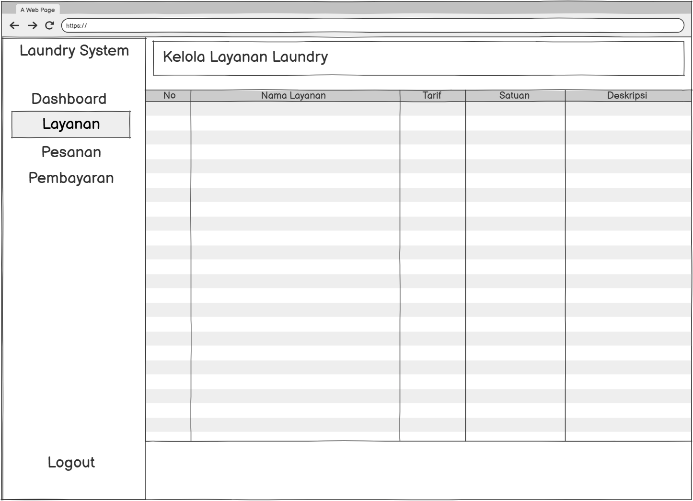 A Web Page
https://
Laundry System
Dashboard
Layanan
Pesanan
Pembayaran
Logout
Kelola Layanan Laundry
No Nama Layanan Tarif Satuan Deskripsi